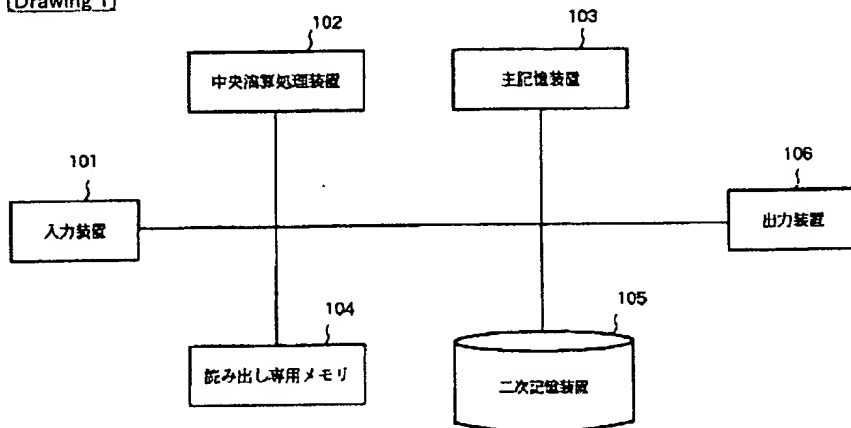 [Drawing 1]
102
中央演算処理装置
103
主記憶装置
101
入力装置
106
出力装置
104
読み出し専用メモリ
105
二次記憶装置